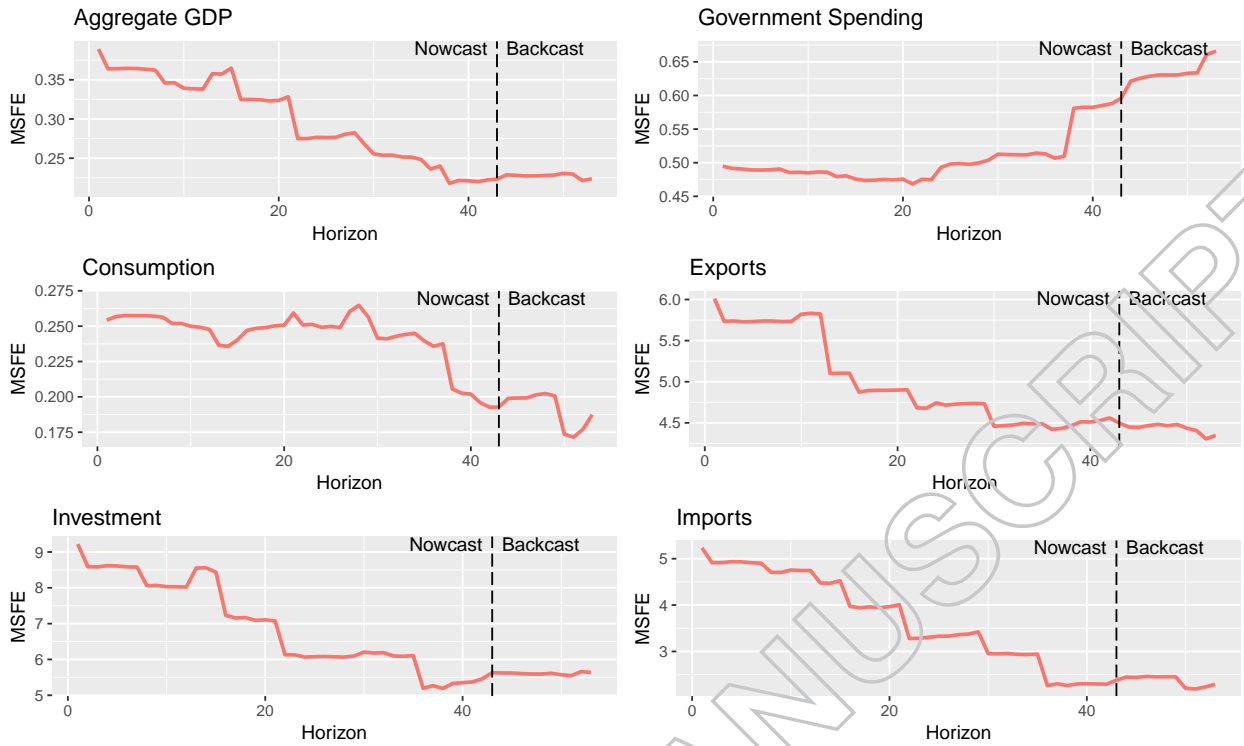 Aggregate GDP
Nowcast Backcast
MSFE
0.35
0.30
0.25
0 20 40
Horizon
Government Spending
Nowcast Backcast
MSFE
0.65
0.60
0.55
0.50
0.45
0 20 40
Horizon
Consumption
Nowcast Backcast
MSFE
0.275
0.250
0.225
0.200
0.175
0 20 40
Horizon
Exports
Nowcast Backcast
MSFE
6.0
5.5
5.0
4.5
0 20 40
Horizon
Investment
Nowcast Backcast
MSFE
9
8
7
6
5
0 20 40
Horizon
Imports
Nowcast Backcast
MSFE
5
4
3
0 20 40
Horizon
NUSCRIPT